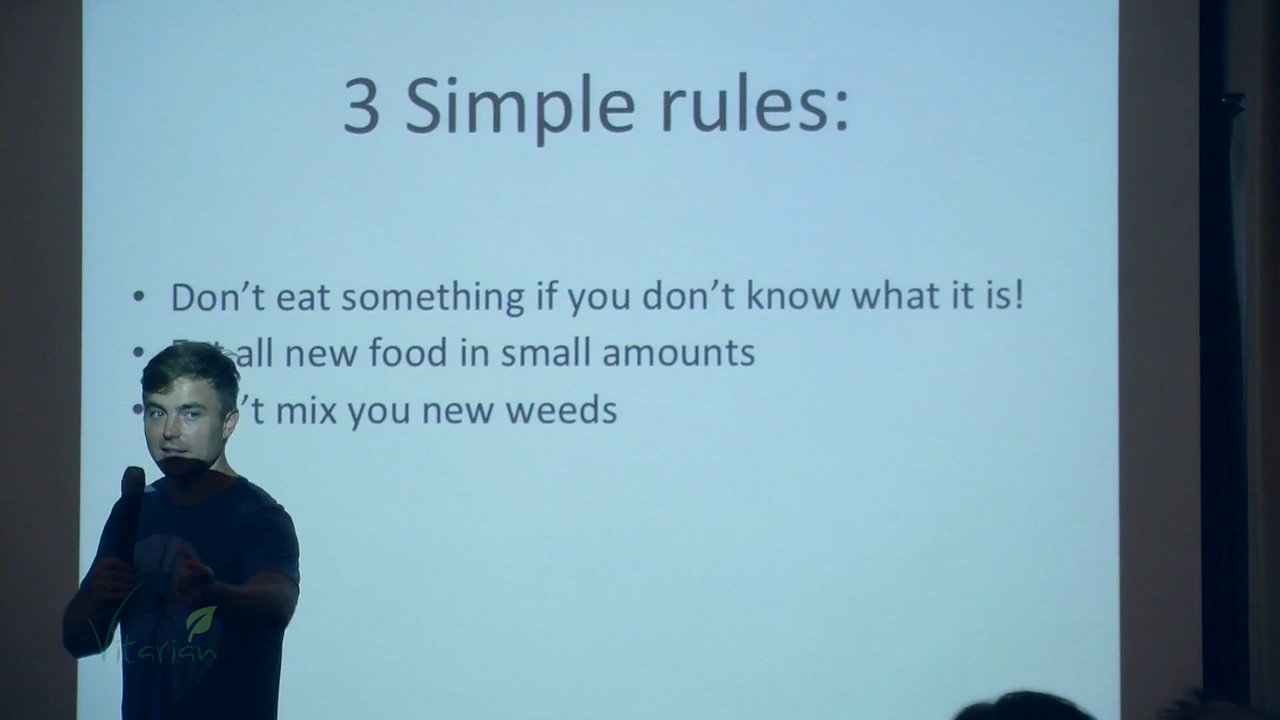 3 Simple rules:
• Don't eat something if you don't know what it is!
• all new food in small amounts
• 't mix you new weeds
Vitarian